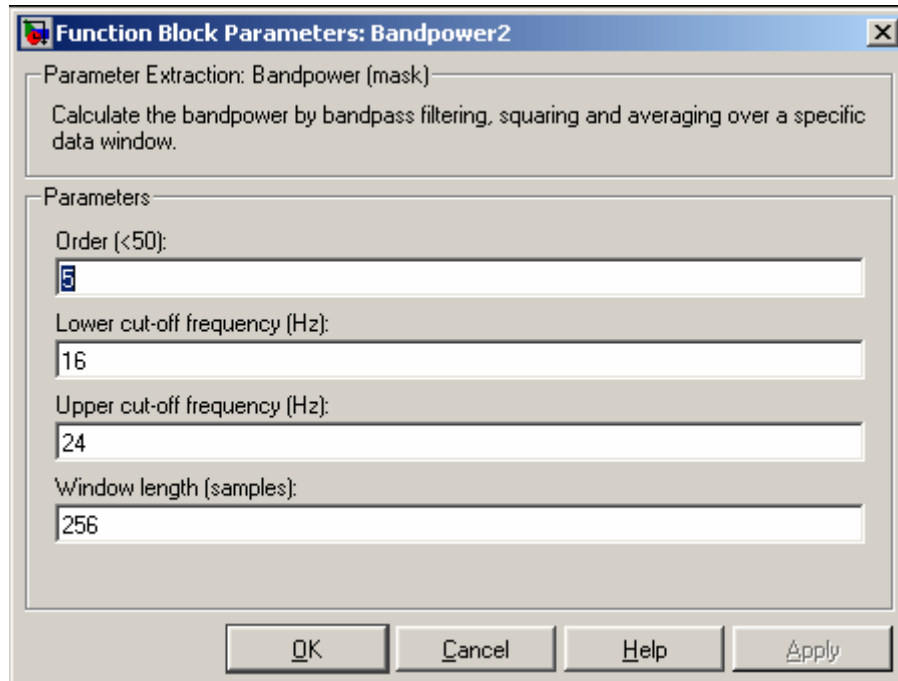 Function Block Parameters: Bandpower2
Parameter Extraction: Bandpower (mask)
Calculate the bandpower by bandpass filtering, squaring and averaging over a specific
data window.
Parameters
Order (<50):
5
Lower cut-off frequency (Hz):
16
Upper cut-off frequency (Hz):
24
Window length (samples):
256
OK Cancel Help Apply